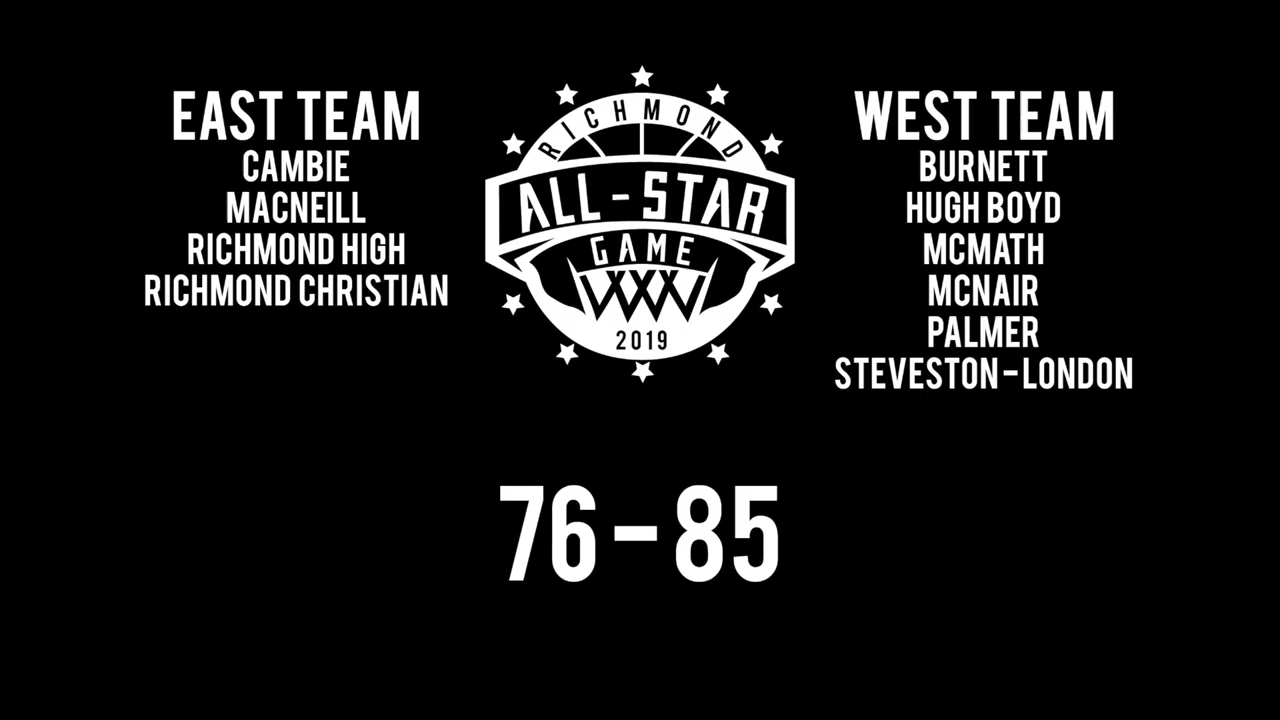 EAST TEAM
CAMBIE
MACNEILL
RICHMOND HIGH
RICHMOND CHRISTIAN
RICHMOND
ALL-STAR
GAME
2019
WEST TEAM
BURNETT
HUGH BOYD
MCMATH
MCNAIR
PALMER
STEVESTON-LONDON
76-85